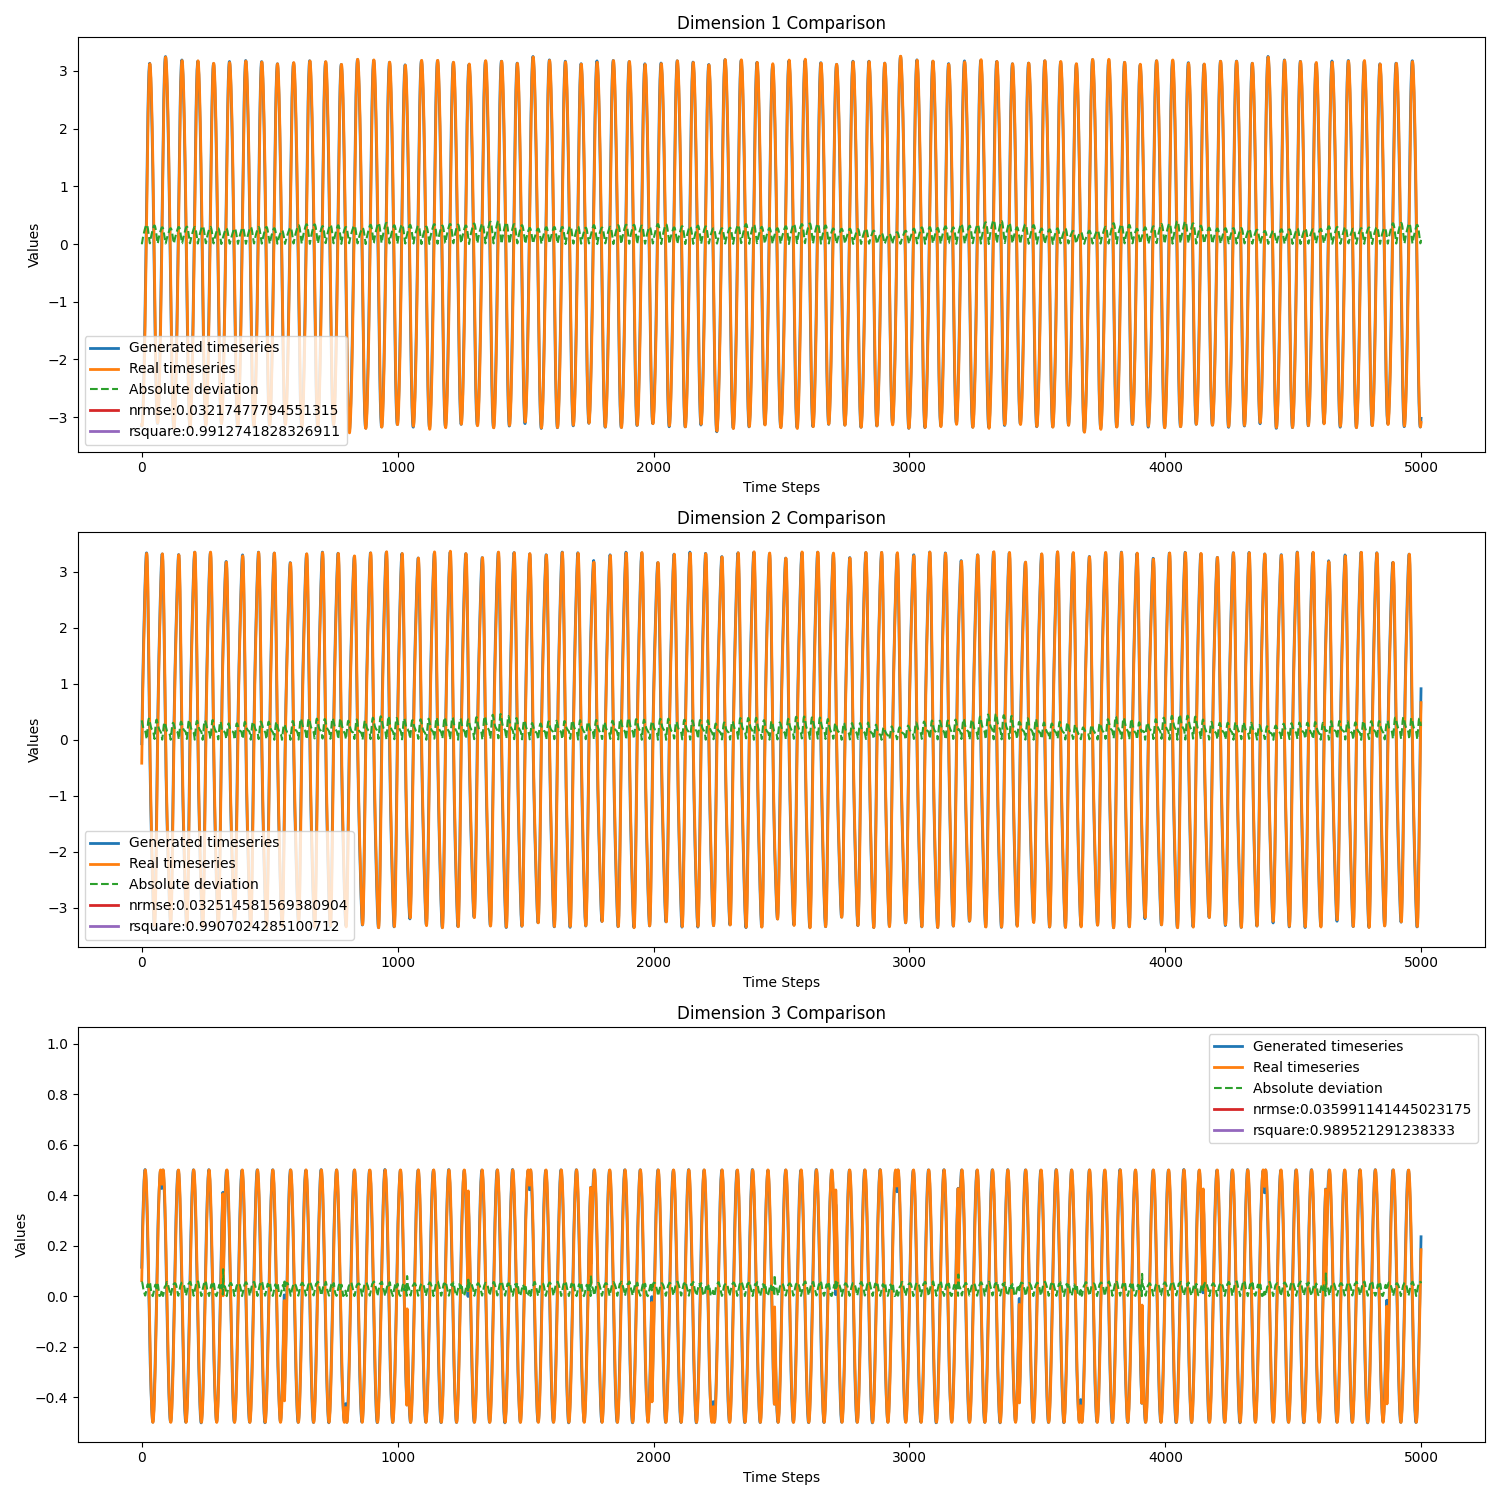 Dimension 1 Comparison
3
2
1
0
−1
−2
−3
Values
Generated timeseries
Real timeseries
Absolute deviation
nrmse:0.03217477794551315
rsquare:0.9912741828326911
0
1000
2000
3000
4000
5000
Time Steps
Dimension 2 Comparison
3
2
1
0
−1
−2
−3
Values
Generated timeseries
Real timeseries
Absolute deviation
nrmse:0.032514581569380904
rsquare:0.9907024285100712
0
1000
2000
3000
4000
5000
Time Steps
Dimension 3 Comparison
1.0
0.8
0.6
0.4
0.2
0.0
−0.2
−0.4
Values
Generated timeseries
Real timeseries
Absolute deviation
nrmse:0.035991141445023175
rsquare:0.989521291238333
0
1000
2000
3000
4000
5000
Time Steps